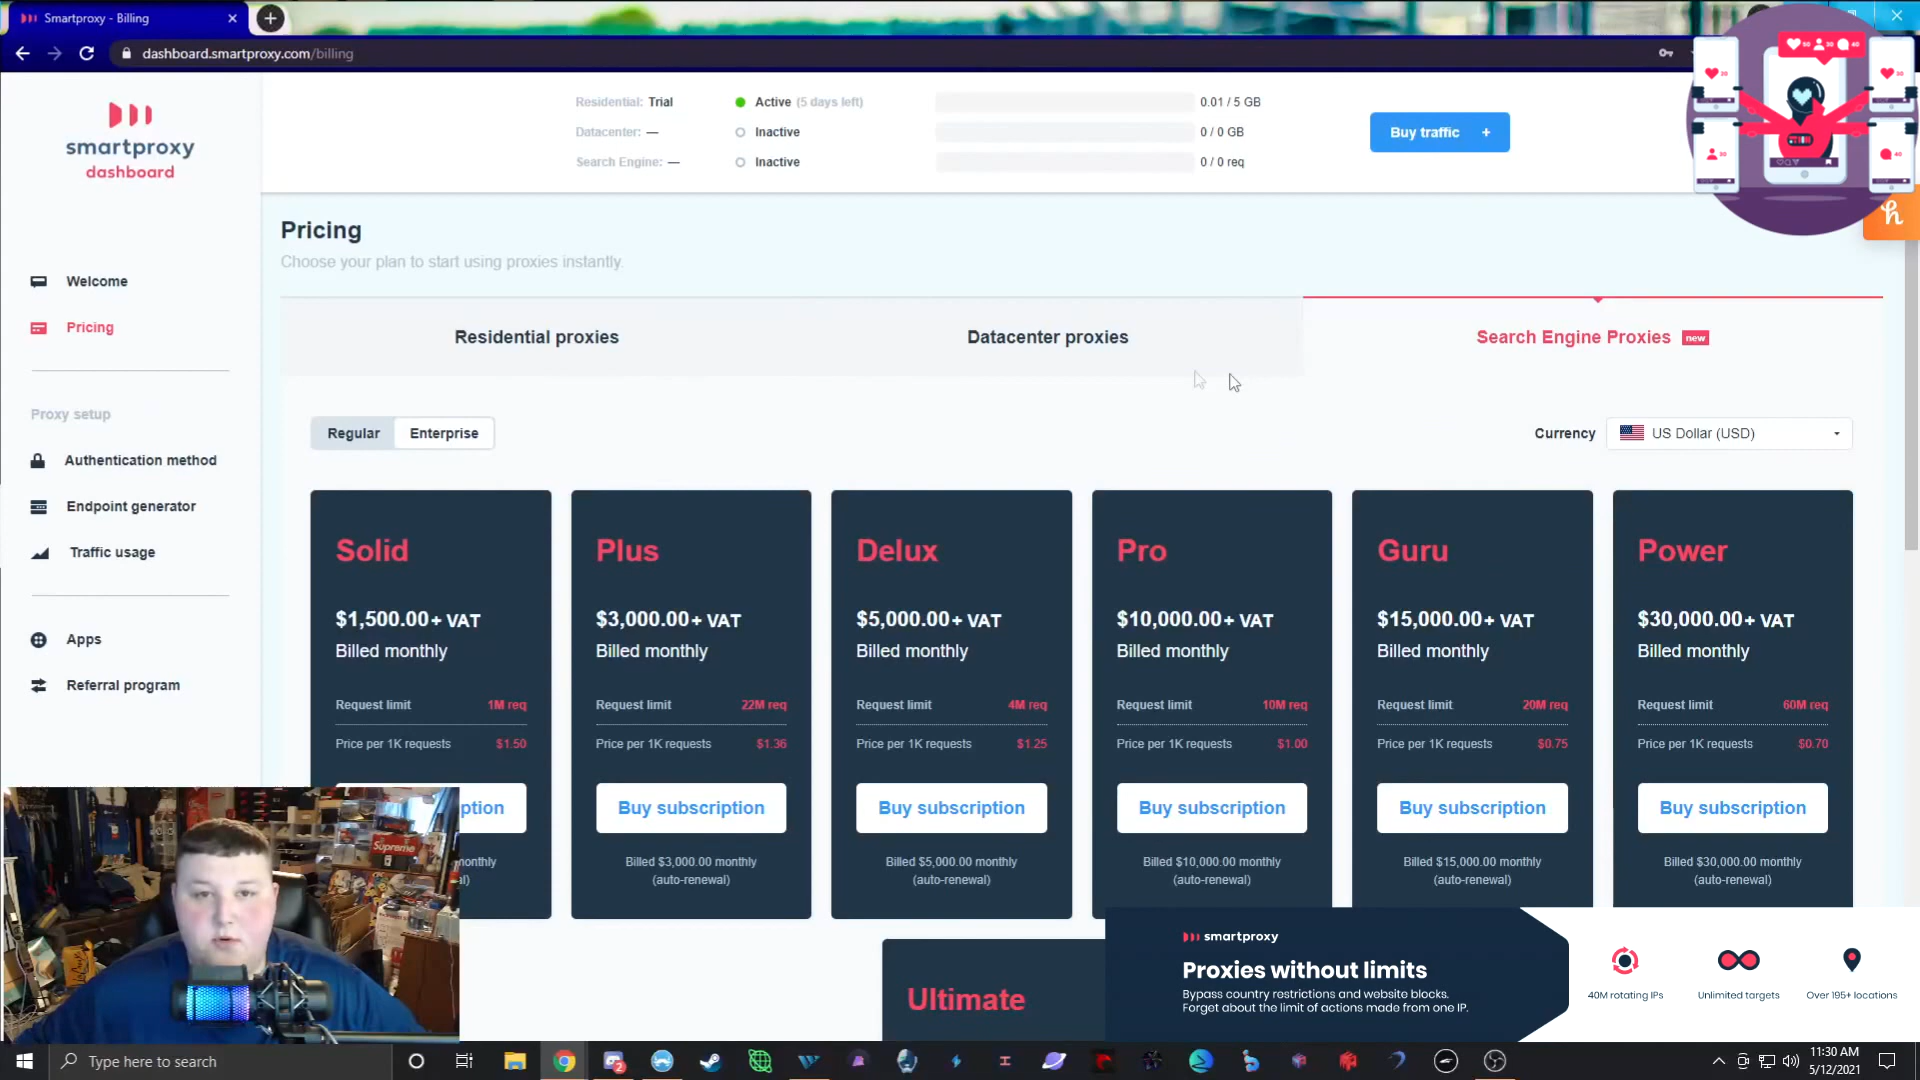 Smartproxy - Billing
dashboard.smartproxy.com/billing
smartproxy
dashboard
Residential: Trial
Active (5 days left)
0.01 / 5 GB
Datacenter: —
Inactive
0 / 0 GB
Search Engine: —
Inactive
0 / 0 req
Buy traffic +
Welcome
Pricing
Proxy setup
Authentication method
Endpoint generator
Traffic usage
Apps
Referral program
Pricing
Choose your plan to start using proxies instantly.
Residential proxies
Datacenter proxies
Search Engine Proxies new
Regular
Enterprise
Currency
US Dollar (USD)
Solid
$1,500.00+ VAT
Billed monthly
Request limit 1M req
Price per 1K requests $1.50
ption
monthly
al)
Plus
$3,000.00+ VAT
Billed monthly
Request limit 22M req
Price per 1K requests $1.36
Buy subscription
Billed $3,000.00 monthly
(auto-renewal)
Delux
$5,000.00+ VAT
Billed monthly
Request limit 4M req
Price per 1K requests $1.25
Buy subscription
Billed $5,000.00 monthly
(auto-renewal)
Pro
$10,000.00+ VAT
Billed monthly
Request limit 10M req
Price per 1K requests $1.00
Buy subscription
Billed $10,000.00 monthly
(auto-renewal)
Guru
$15,000.00+ VAT
Billed monthly
Request limit 20M req
Price per 1K requests $0.75
Buy subscription
Billed $15,000.00 monthly
(auto-renewal)
Power
$30,000.00+ VAT
Billed monthly
Request limit 60M req
Price per 1K requests $0.70
Buy subscription
Billed $30,000.00 monthly
(auto-renewal)
Ultimate
Supreme
smartproxy
Proxies without limits
Bypass country restrictions and website blocks.
Forget about the limit of actions made from one IP.
40M rotating IPs
Unlimited targets
Over 195+ locations
Type here to search
2
11:30 AM
5/12/2021